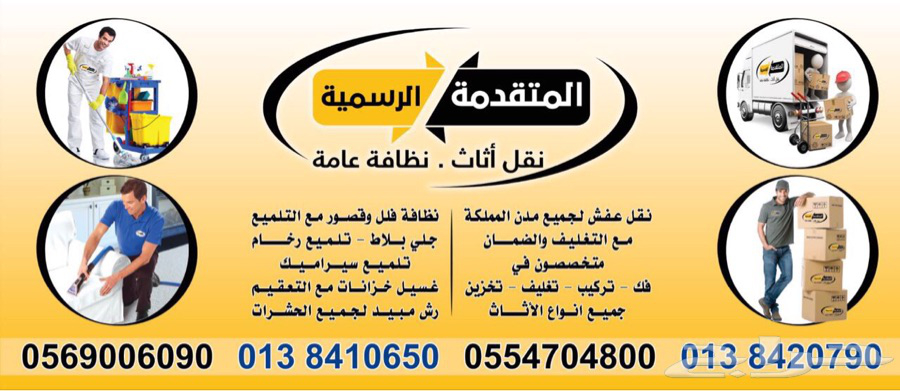 المتقدمة الرسمية
نقل أثاث . نظافة عامة
نقل عفش لجميع مدن المملكة
مع التغليف والضمان
متخصصون في
فك - تركيب - تغليف - تخزين
جميع انواع الأثاث
نظافة فلل وقصور مع التلميع
جلي بلاط - تلميع رخام
تلميع سيراميك
غسيل خزانات مع التعقيم
رش مبيد لجميع الحشرات
0569006090 013 8410650 0554704800 013 8420790